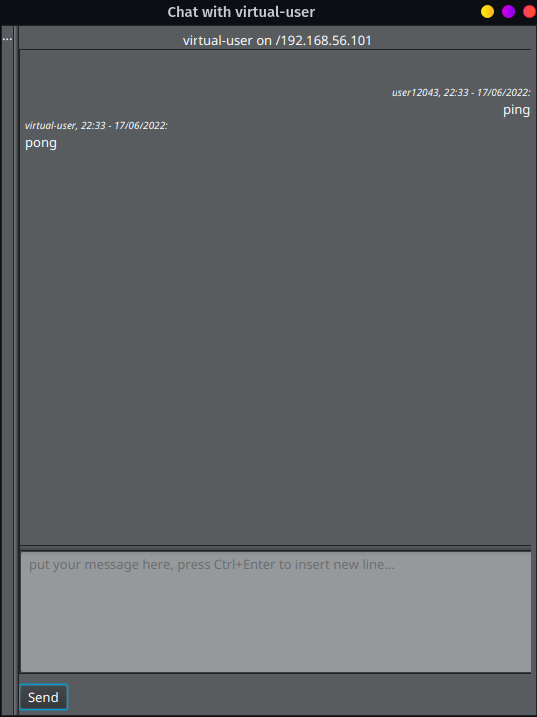 Chat with virtual-user
...
virtual-user on /192.168.56.101
user12043, 22:33 - 17/06/2022:
ping
virtual-user, 22:33 - 17/06/2022:
pong
put your message here, press Ctrl+Enter to insert new line...
Send